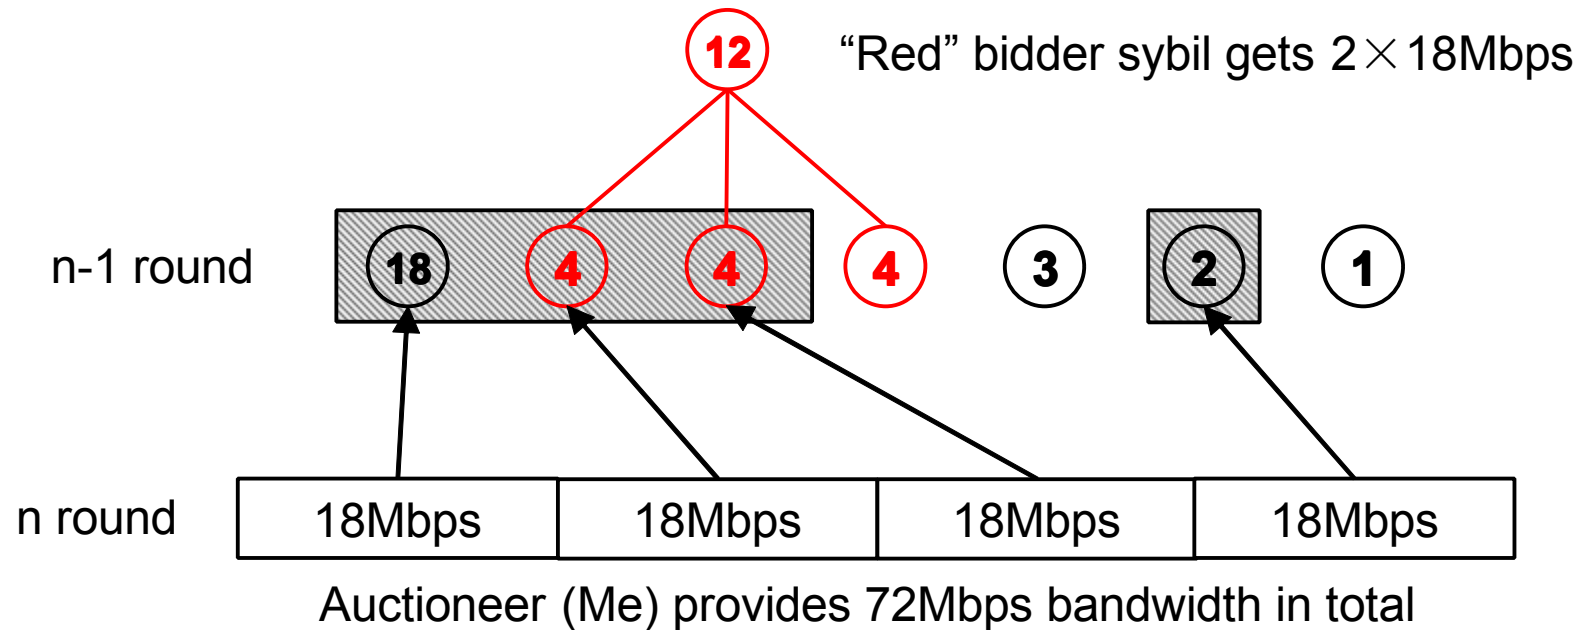 12 “Red” bidder sybil gets 2×18Mbps
n-1 round 18 4 4 4 3 2 1
n round 18Mbps 18Mbps 18Mbps 18Mbps
Auctioneer (Me) provides 72Mbps bandwidth in total